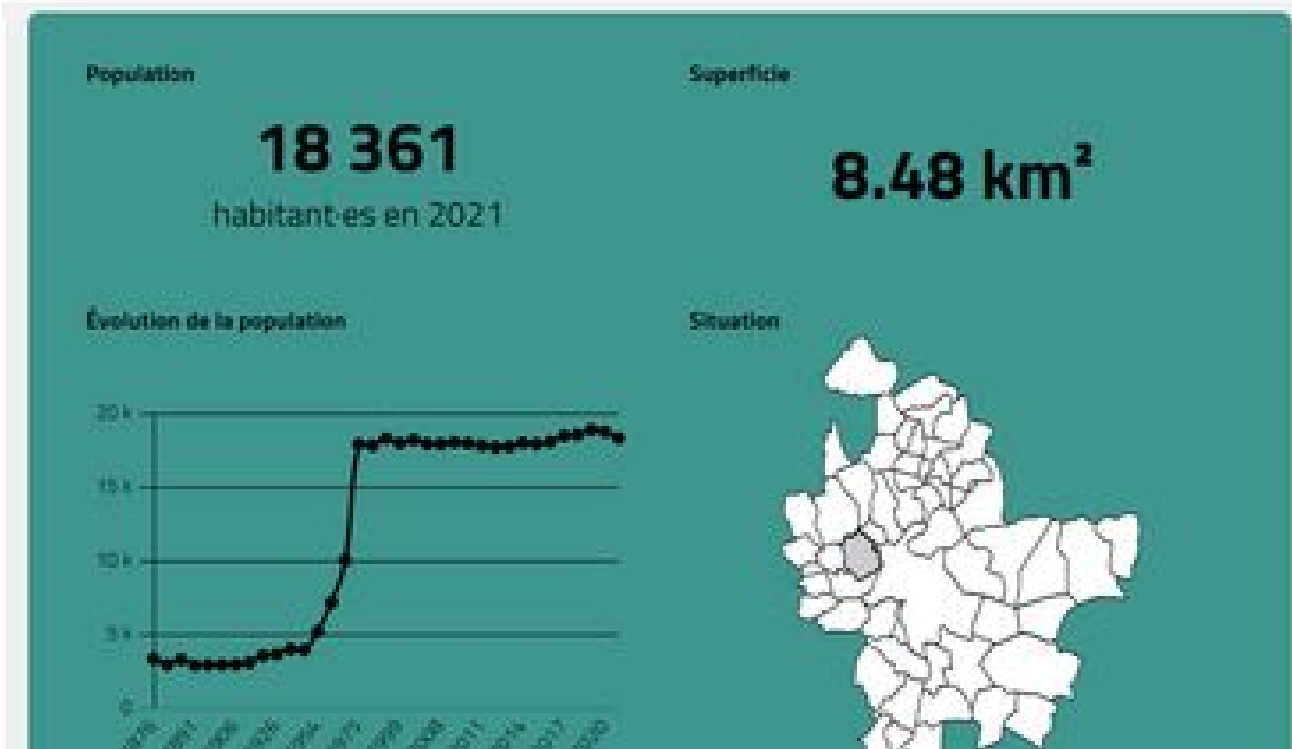 Population
18 361
habitant·es en 2021
Superficie
8.48 km²
Évolution de la population
20 k
15 k
10 k
5 k
0
Situation